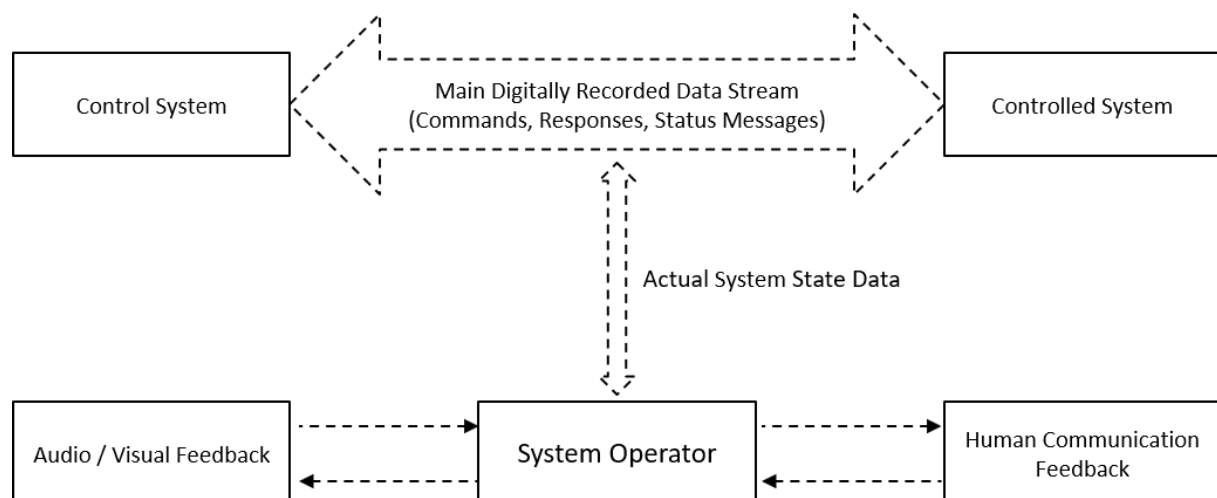 Control System
Main Digitally Recorded Data Stream
(Commands, Responses, Status Messages)
Controlled System
Actual System State Data
Audio / Visual Feedback
System Operator
Human Communication
Feedback